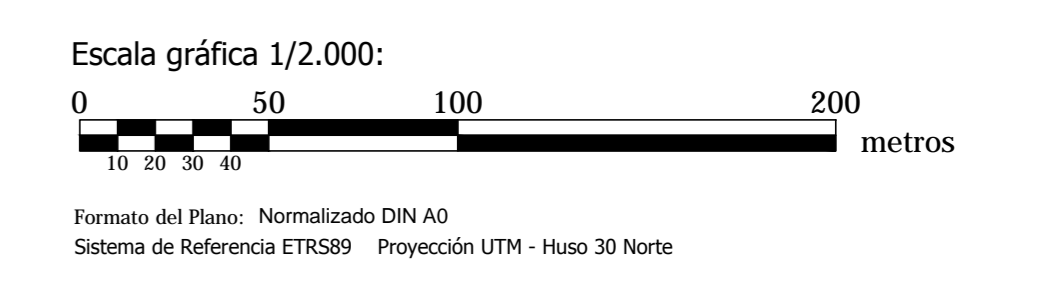 Escala gráfica 1/2.000:
0 50 100 200
metros
10 20 30 40
Formato del Plano: Normalizado DIN A0
Sistema de Referencia ETRS89 Proyección UTM - Huso 30 Norte